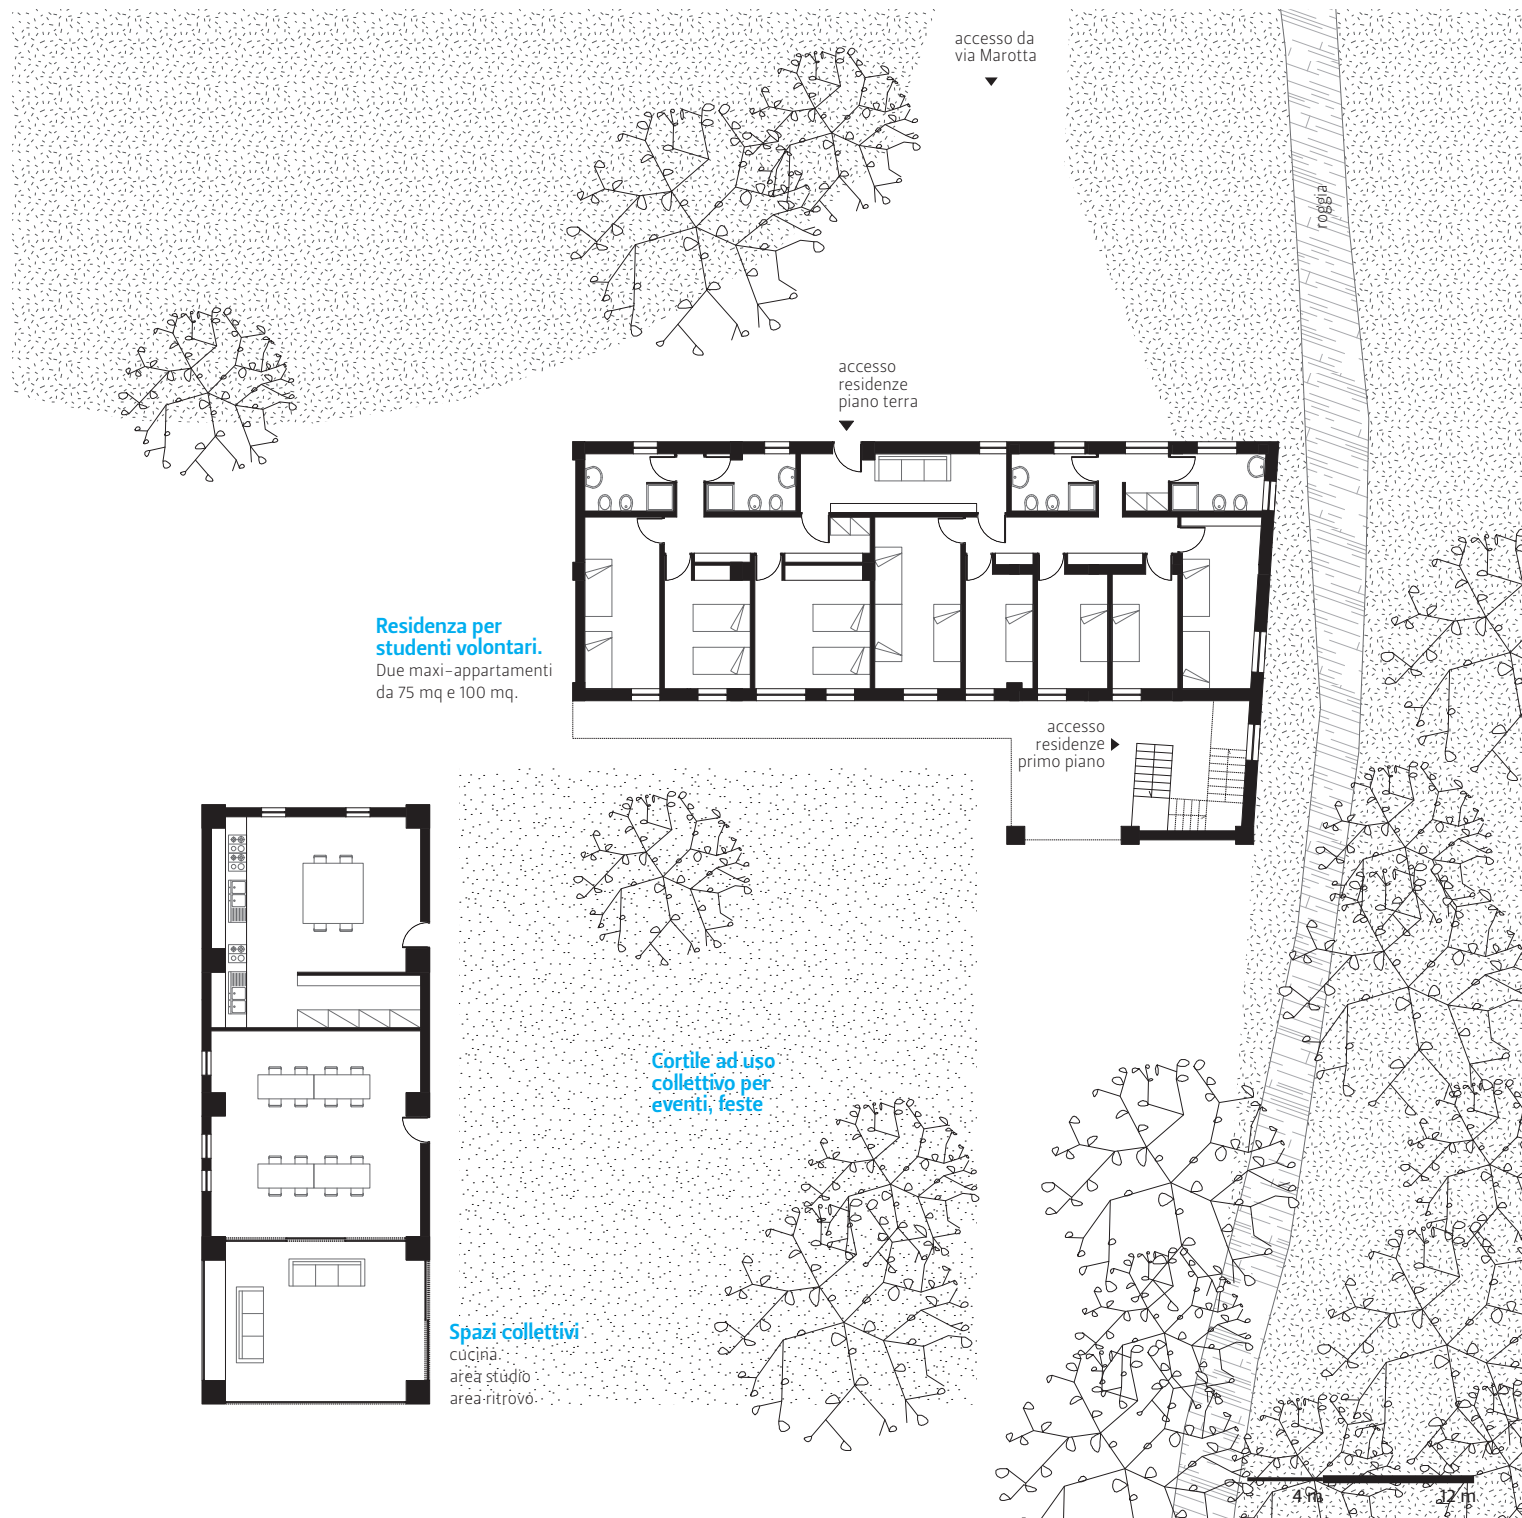 accesso da
via Marotta
roggia
accesso
residenze
piano terra
Residenza per
studenti volontari.
Due maxi-appartamenti
da 75 mq e 100 mq.
accesso
residenze
primo piano
Cortile ad uso
collettivo per
eventi, feste
Spazi collettivi
cucina
area studio
area ritrovo
4 m
12 m